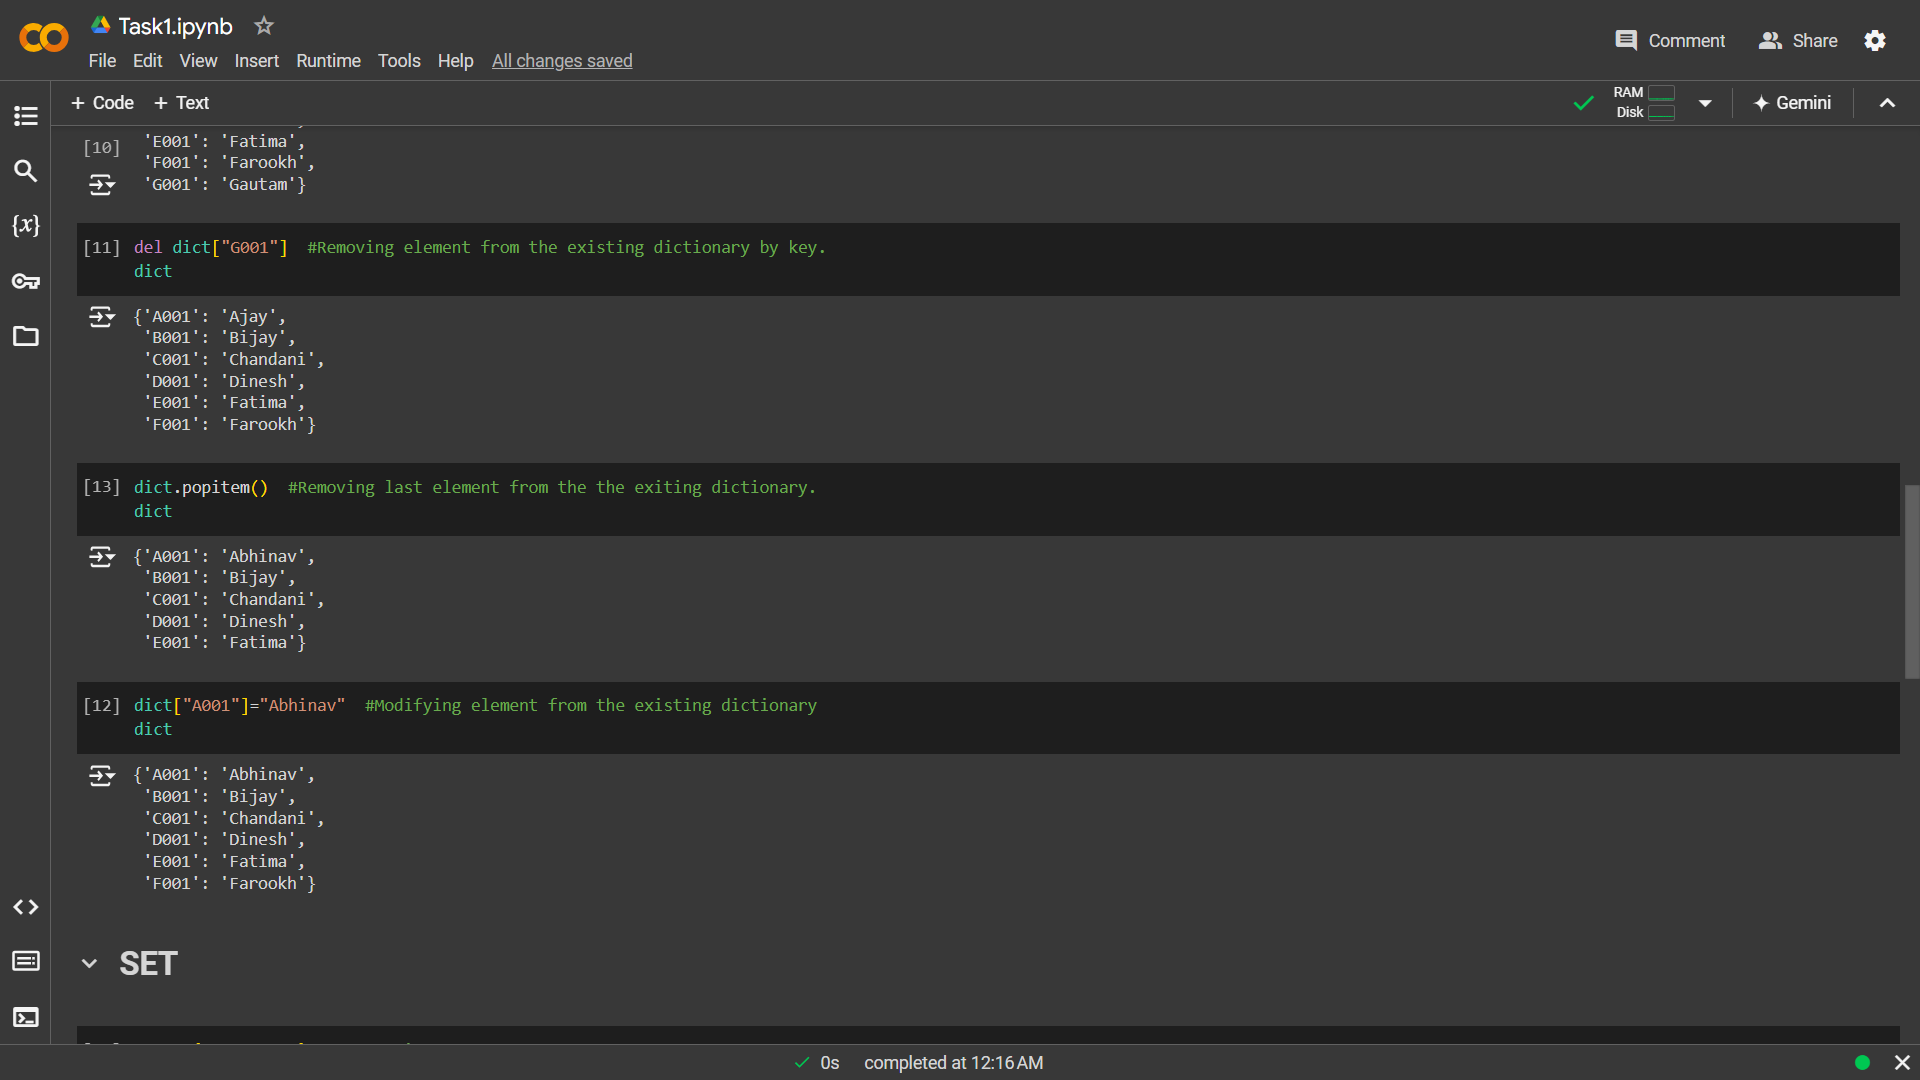 Task1.ipynb
File Edit View Insert Runtime Tools Help All changes saved
Comment Share
+ Code + Text
RAM
Disk
Gemini
[10] 'E001': 'Fatima',
'F001': 'Farookh',
'G001': 'Gautam'}
[11] del dict["G001"] #Removing element from the existing dictionary by key.
dict
{'A001': 'Ajay',
'B001': 'Bijay',
'C001': 'Chandani',
'D001': 'Dinesh',
'E001': 'Fatima',
'F001': 'Farookh'}
[13] dict.popitem() #Removing last element from the the exiting dictionary.
dict
{'A001': 'Abhinav',
'B001': 'Bijay',
'C001': 'Chandani',
'D001': 'Dinesh',
'E001': 'Fatima'}
[12] dict["A001"]="Abhinav" #Modifying element from the existing dictionary
dict
{'A001': 'Abhinav',
'B001': 'Bijay',
'C001': 'Chandani',
'D001': 'Dinesh',
'E001': 'Fatima',
'F001': 'Farookh'}
SET
0s completed at 12:16 AM